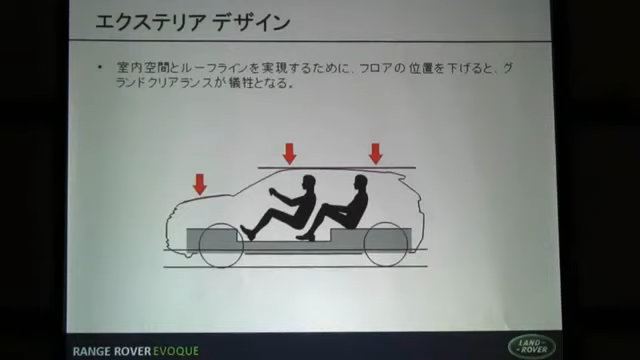 エクステリア デザイン
• 室内空間とルーフラインを実現するために、フロアの位置を下げると、グ
ランドクリアランスが犠牲となる。
RANGE ROVER EVOQUE
LAND-
ROVER